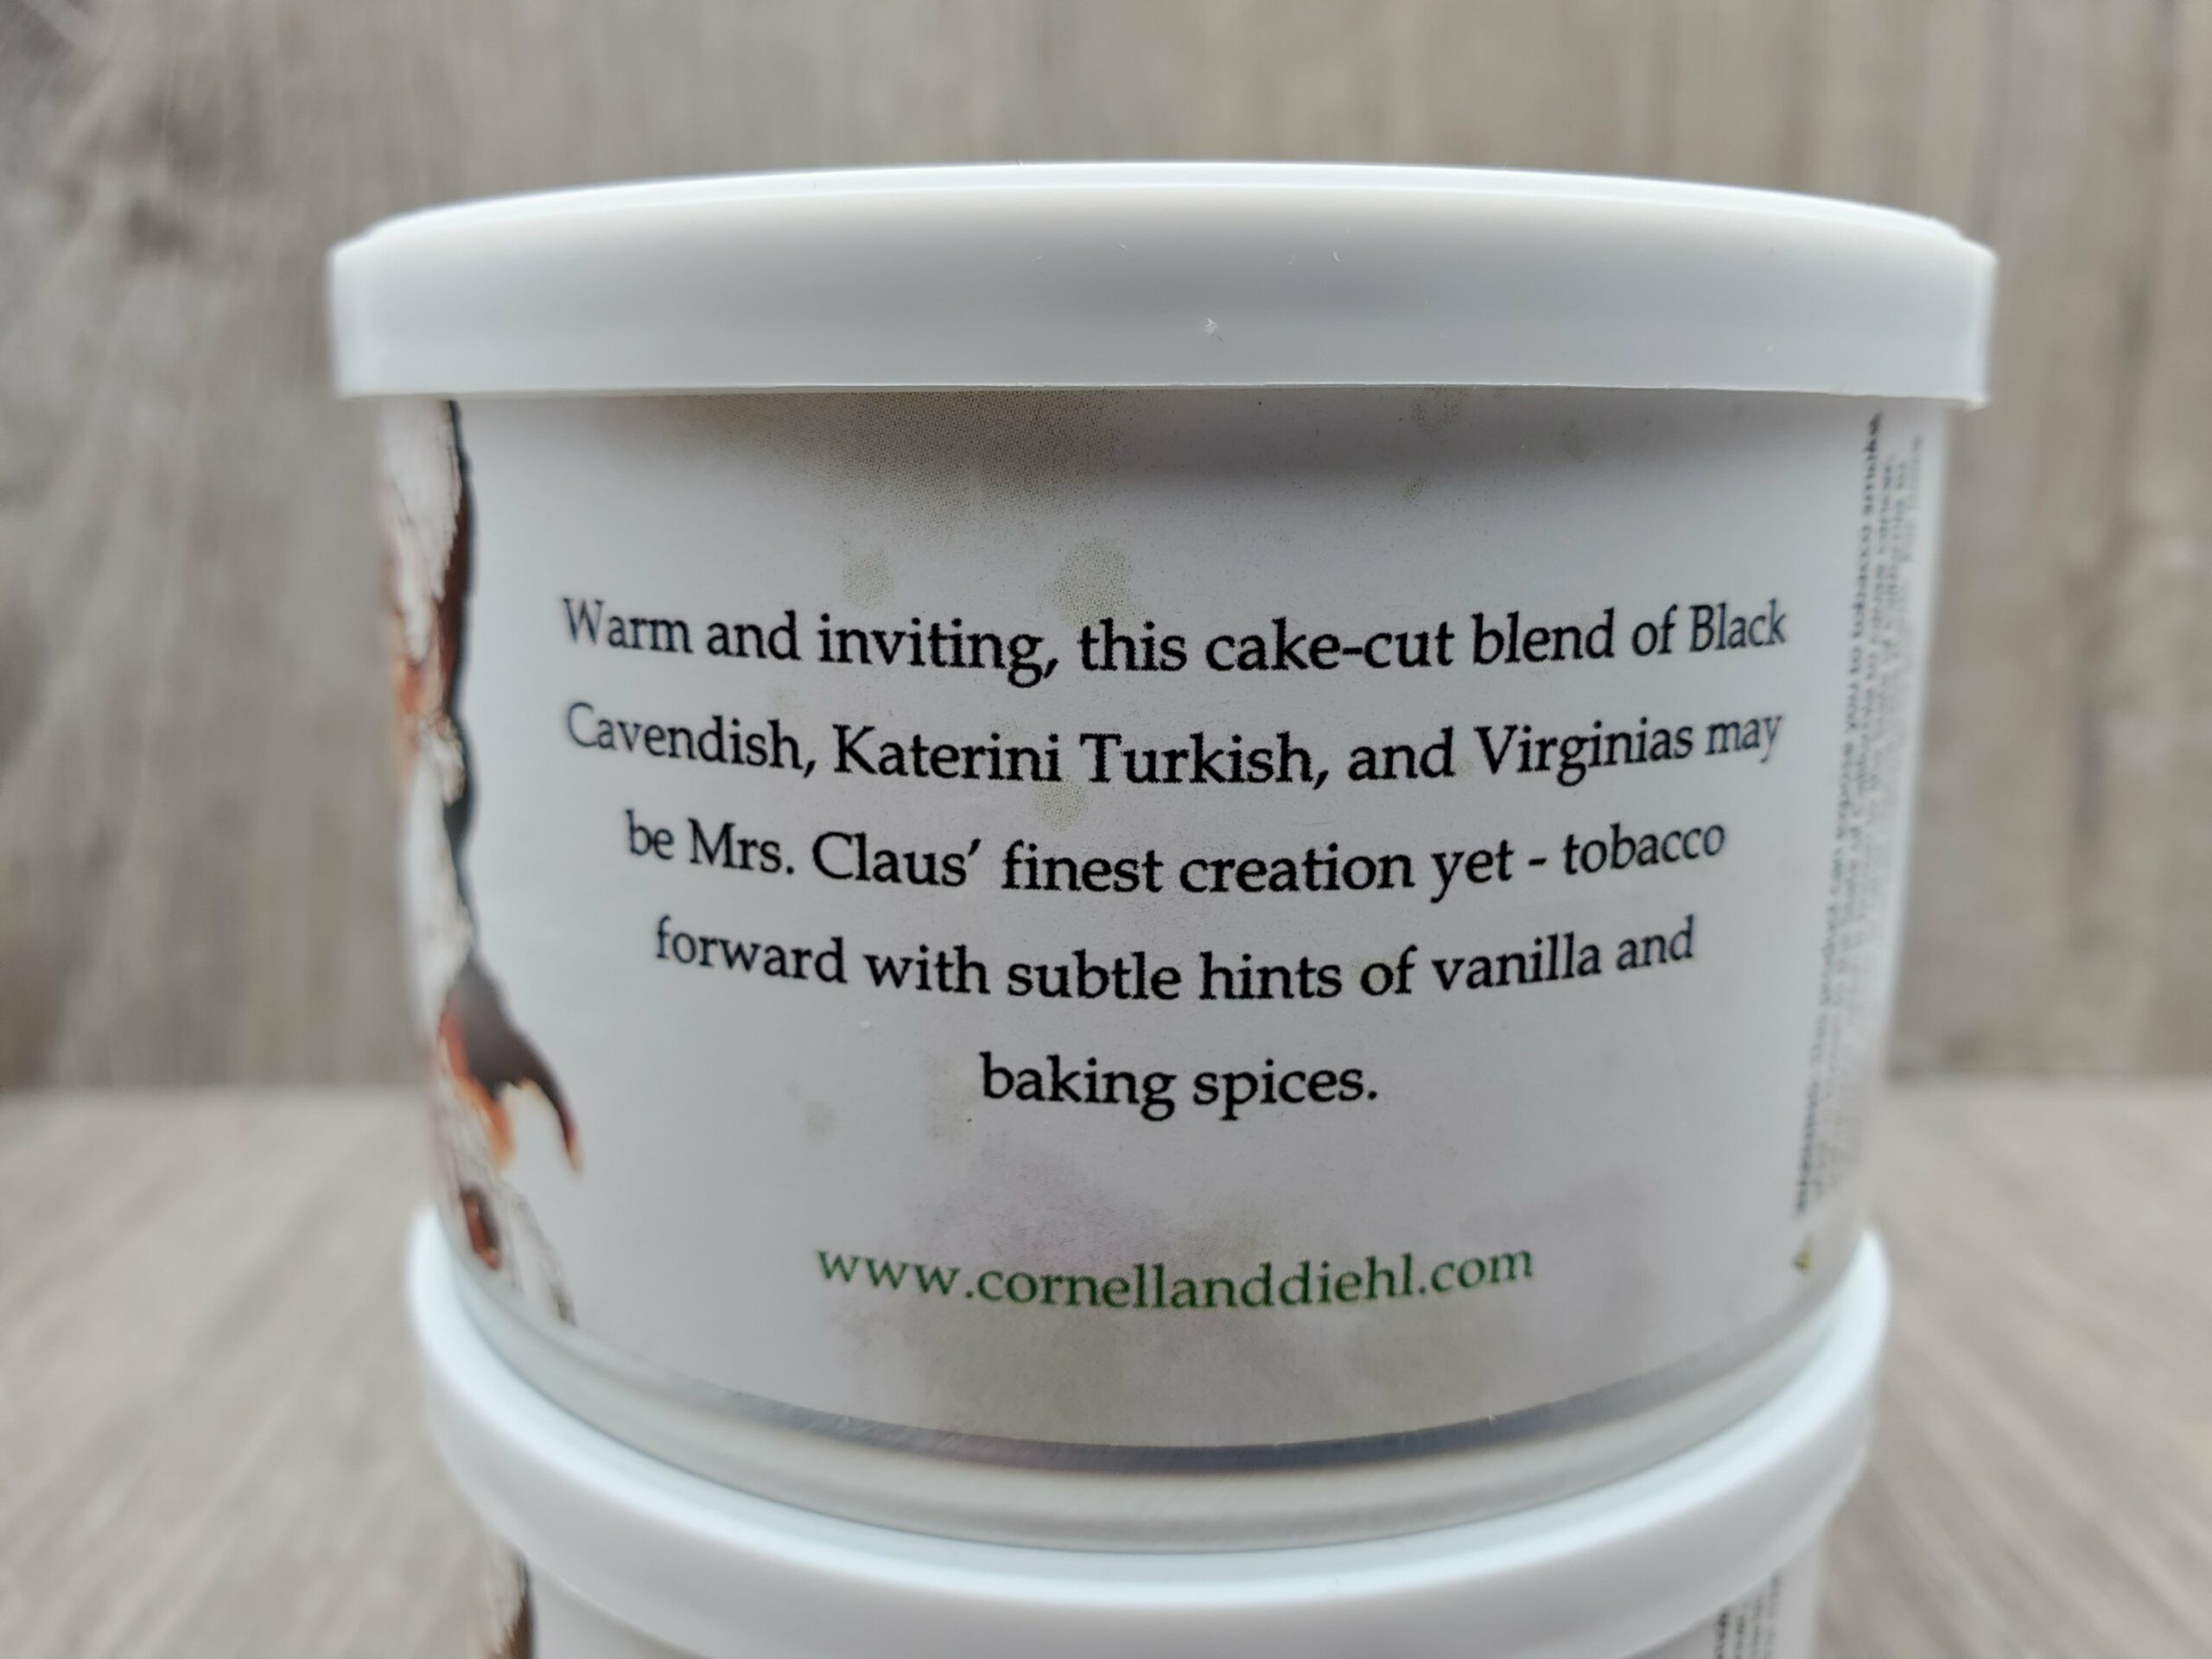 Warm and inviting, this cake-cut blend of Black
Cavendish, Katerini Turkish, and Virginias may
be Mrs. Claus' finest creation yet - tobacco
forward with subtle hints of vanilla and
baking spices.
www.cornellanddiehl.com